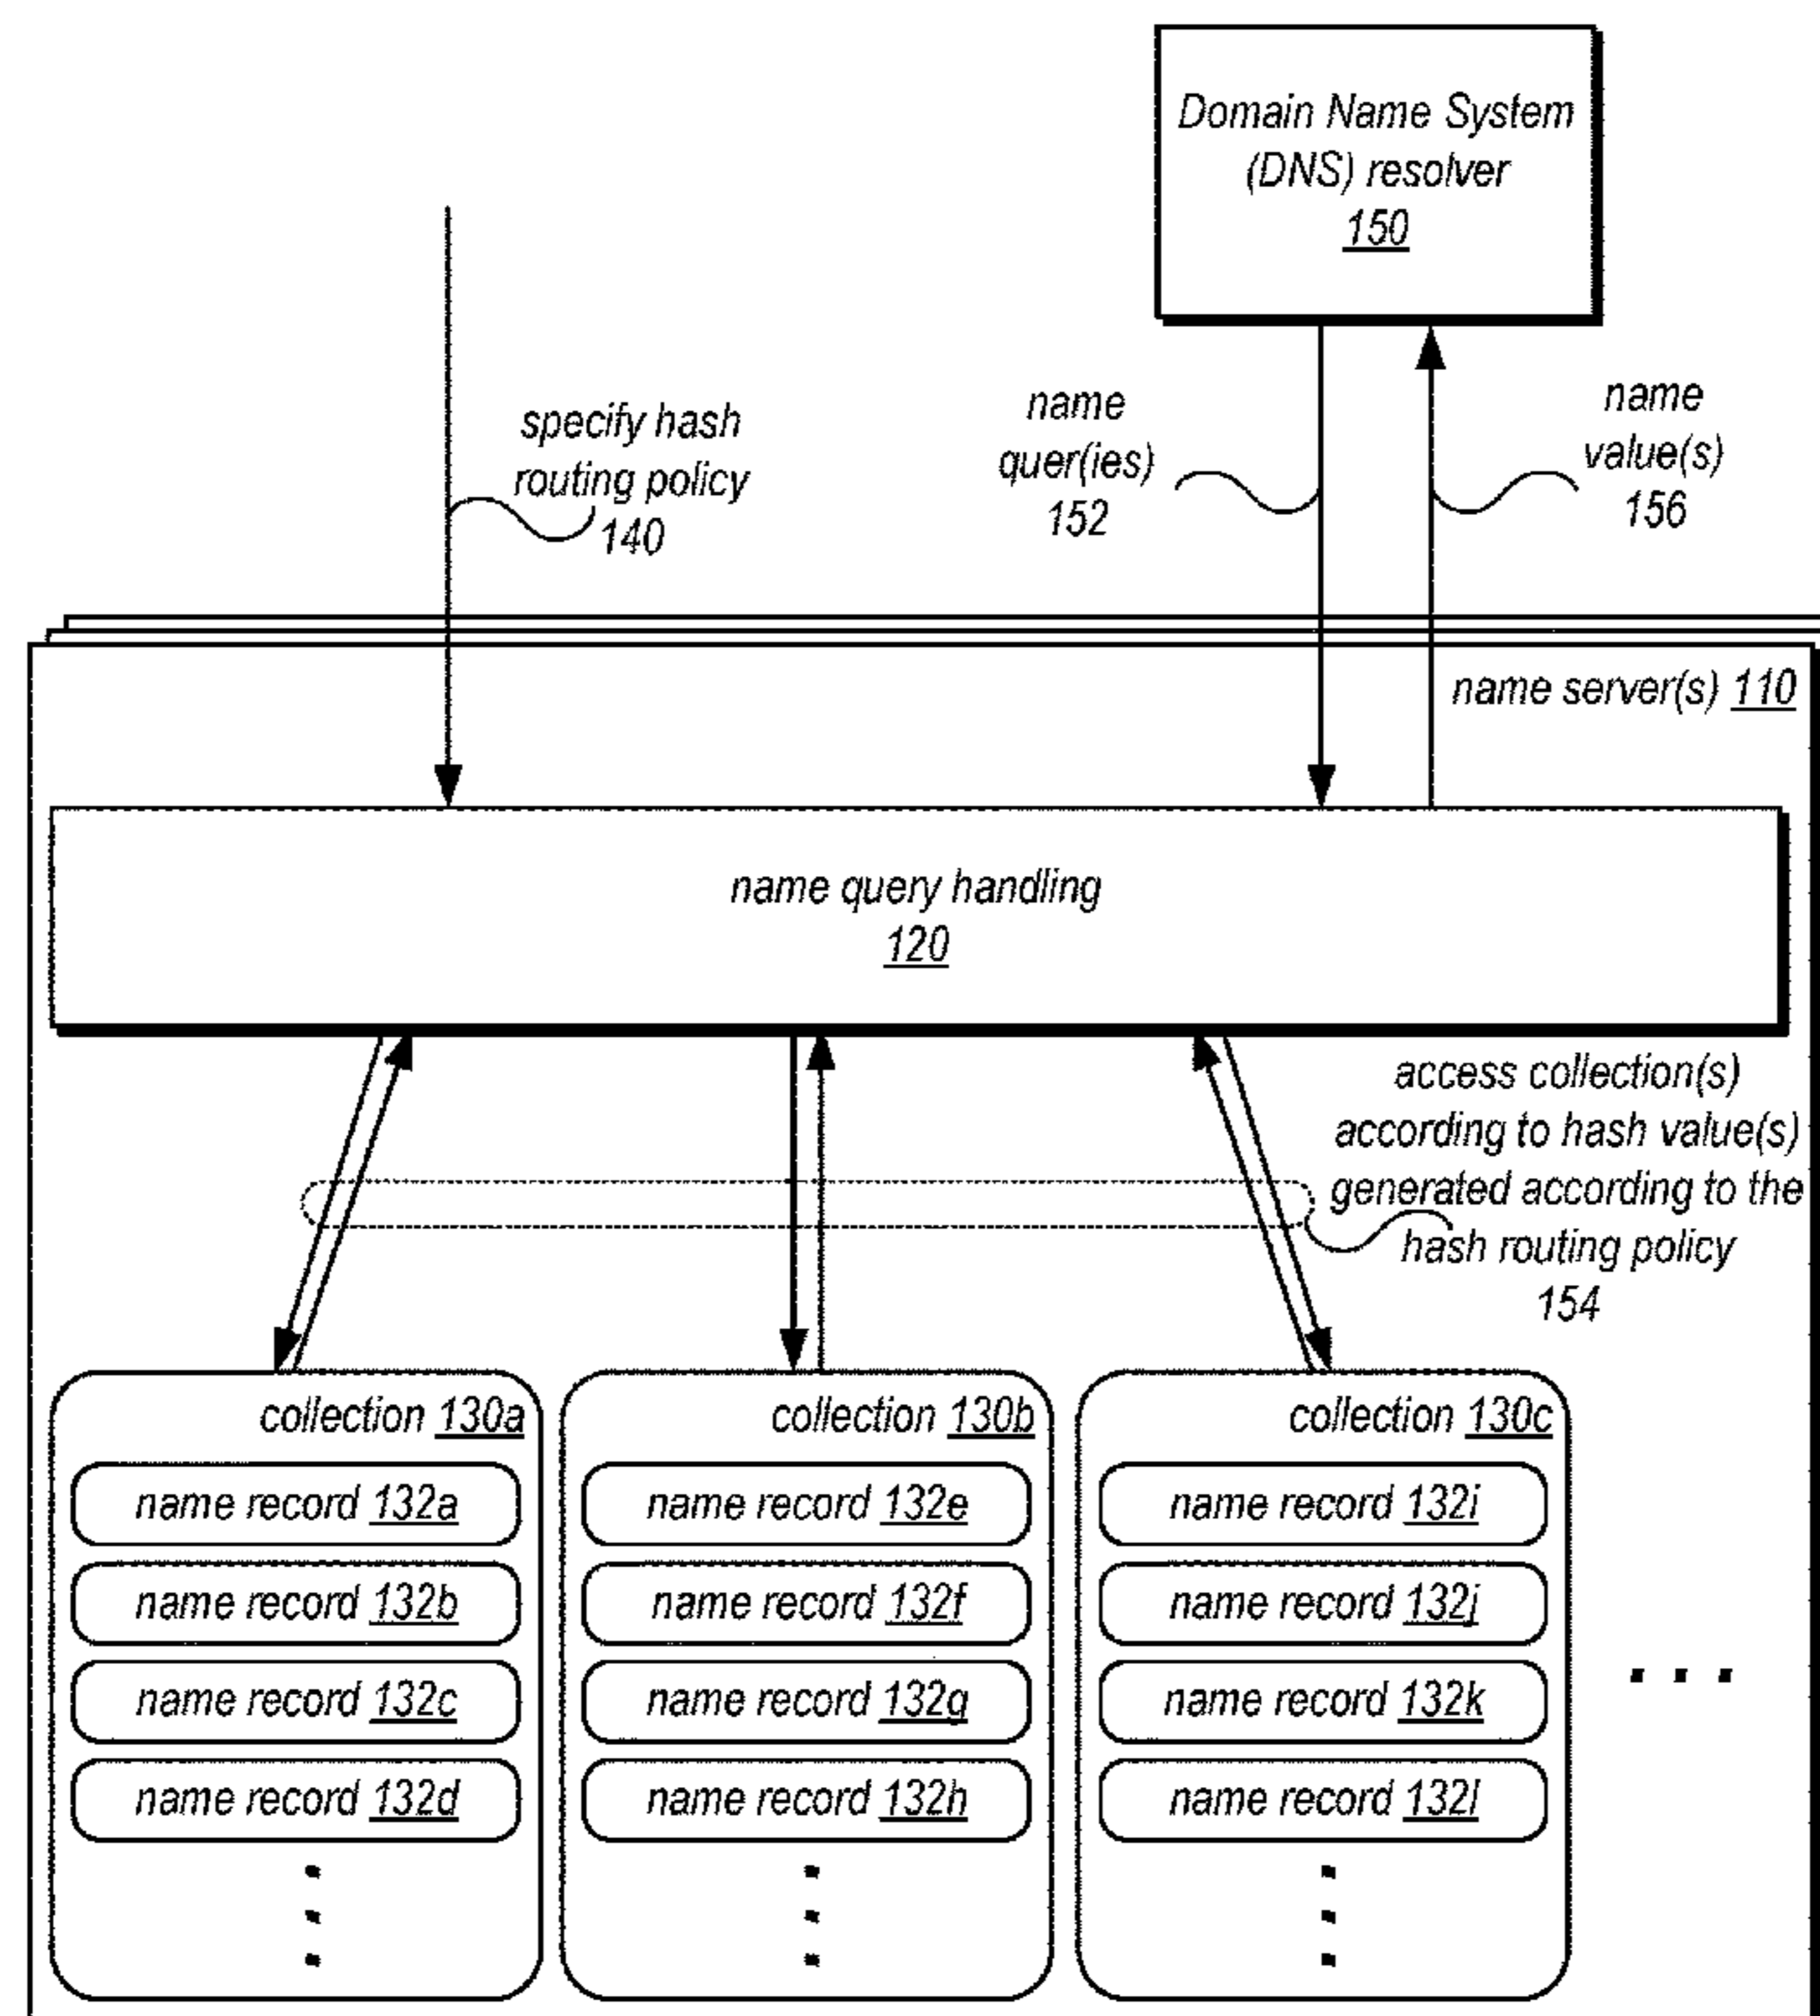 Domain Name System
(DNS) resolver
150
specify hash
routing policy
140
name
quer(ies)
152
name
value(s)
156
name server(s) 110
name query handling
120
access collection(s)
according to hash value(s)
generated according to the
hash routing policy
154
collection 130a
name record 132a
name record 132b
name record 132c
name record 132d
collection 130b
name record 132e
name record 132f
name record 132g
name record 132h
collection 130c
name record 132i
name record 132j
name record 132k
name record 132l
. . .